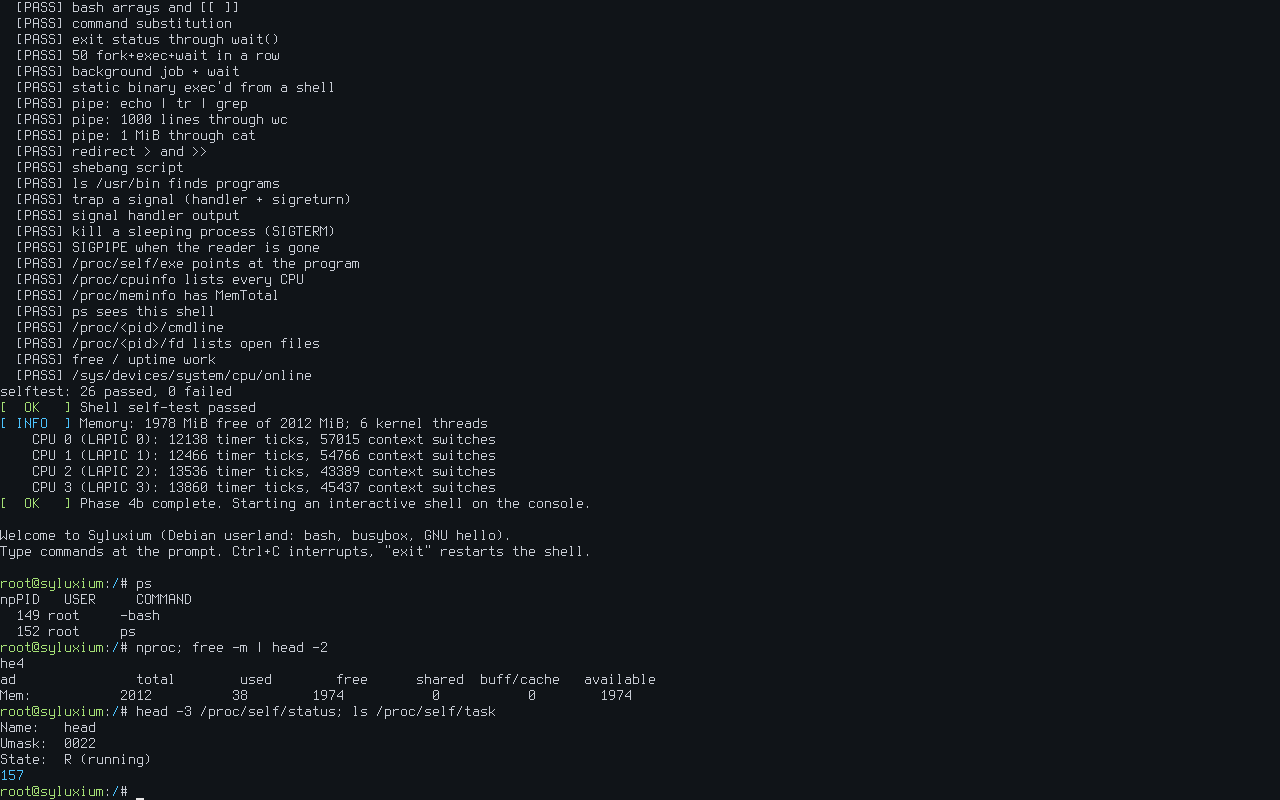 [PASS] bash arrays and [[ ]]
  [PASS] command substitution
  [PASS] exit status through wait()
  [PASS] 50 fork+exec+wait in a row
  [PASS] background job + wait
  [PASS] static binary exec'd from a shell
  [PASS] pipe: echo | tr | grep
  [PASS] pipe: 1000 lines through wc
  [PASS] pipe: 1 MiB through cat
  [PASS] redirect > and >>
  [PASS] shebang script
  [PASS] ls /usr/bin finds programs
  [PASS] trap a signal (handler + sigreturn)
  [PASS] signal handler output
  [PASS] kill a sleeping process (SIGTERM)
  [PASS] SIGPIPE when the reader is gone
  [PASS] /proc/self/exe points at the program
  [PASS] /proc/cpuinfo lists every CPU
  [PASS] /proc/meminfo has MemTotal
  [PASS] ps sees this shell
  [PASS] /proc/<pid>/cmdline
  [PASS] /proc/<pid>/fd lists open files
  [PASS] free / uptime work
  [PASS] /sys/devices/system/cpu/online
selftest: 26 passed, 0 failed
[  OK   ] Shell self-test passed
[ INFO  ] Memory: 1978 MiB free of 2012 MiB; 6 kernel threads
    CPU 0 (LAPIC 0): 12138 timer ticks, 57015 context switches
    CPU 1 (LAPIC 1): 12466 timer ticks, 54766 context switches
    CPU 2 (LAPIC 2): 13536 timer ticks, 43389 context switches
    CPU 3 (LAPIC 3): 13860 timer ticks, 45437 context switches
[  OK   ] Phase 4b complete. Starting an interactive shell on the console.

Welcome to Syluxium (Debian userland: bash, busybox, GNU hello).
Type commands at the prompt. Ctrl+C interrupts, "exit" restarts the shell.

root@syluxium:/# ps
npPID   USER     COMMAND
  149 root     -bash
  152 root     ps
root@syluxium:/# nproc; free -m | head -2
he4
ad               total        used        free      shared  buff/cache   available
Mem:           2012          38        1974           0           0        1974
root@syluxium:/# head -3 /proc/self/status; ls /proc/self/task
Name:   head
Umask:  0022
State:  R (running)
157
root@syluxium:/#